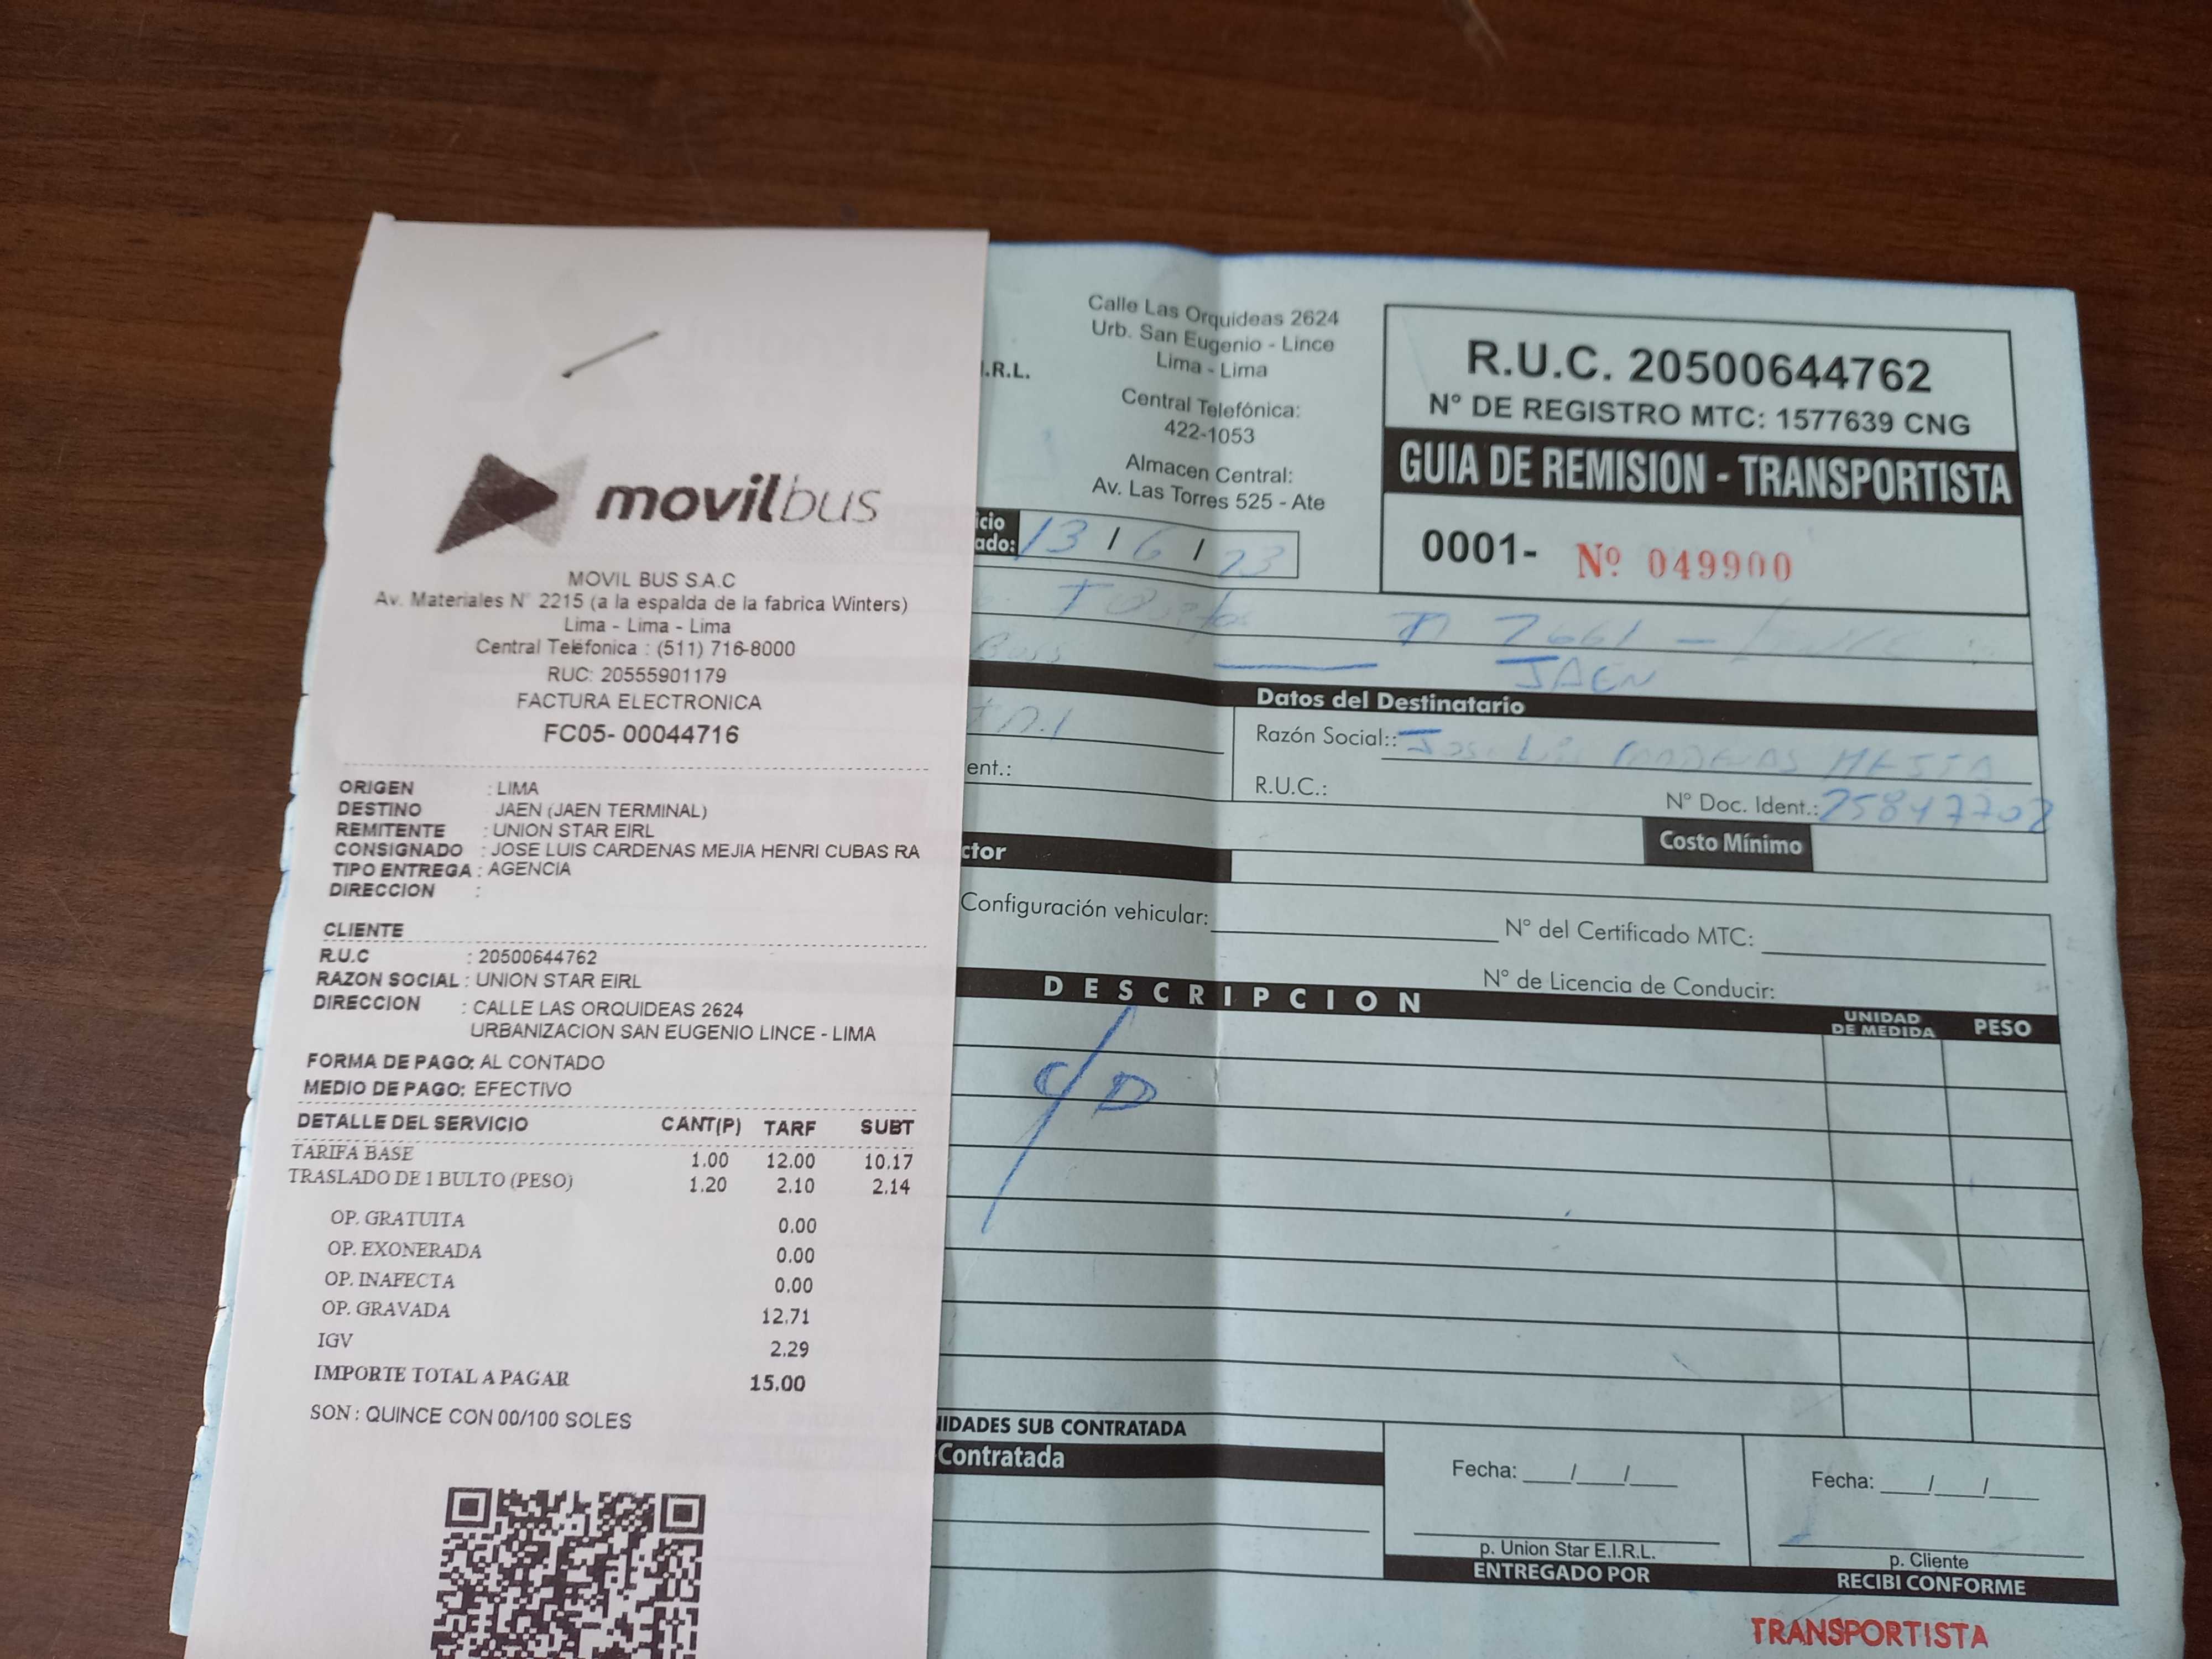 movilbus
MOVIL BUS S.A.C
Av. Materiales N° 2215 (a la espalda de la fabrica Winters)
Lima - Lima - Lima
Central Teléfonica : (511) 716-8000
RUC: 20555901179
FACTURA ELECTRONICA
FC05- 00044716
ORIGEN : LIMA
DESTINO JAEN (JAEN TERMINAL)
REMITENTE : UNION STAR EIRL
CONSIGNADO : JOSE LUIS CARDENAS MEJIA HENRI CUBAS RA
TIPO ENTREGA : AGENCIA
DIRECCION :
CLIENTE
R.U.C : 20500644762
RAZON SOCIAL : UNION STAR EIRL
DIRECCION : CALLE LAS ORQUIDEAS 2624
URBANIZACION SAN EUGENIO LINCE - LIMA
FORMA DE PAGO: AL CONTADO
MEDIO DE PAGO: EFECTIVO
DETALLE DEL SERVICIO CANT(P) TARF SUBT
TARIFA BASE 1.00 12.00 10.17
TRASLADO DE 1 BULTO (PESO) 1.20 2.10 2.14
OP. GRATUITA 0.00
OP. EXONERADA 0.00
OP. INAFECTA 0.00
OP. GRAVADA 12.71
IGV 2.29
IMPORTE TOTAL A PAGAR 15.00
SON : QUINCE CON 00/100 SOLES
I.R.L.
Calle Las Orquideas 2624
Urb. San Eugenio - Lince
Lima - Lima
Central Telefónica:
422-1053
Almacen Central:
Av. Las Torres 525 - Ate
R.U.C. 20500644762
N° DE REGISTRO MTC: 1577639 CNG
GUIA DE REMISION - TRANSPORTISTA
0001- Nº 049900
icio
ado: 13 / 6 / 23
JAEN
Datos del Destinatario
Razón Social:: CARDENAS
ent.:
R.U.C.: N° Doc. Ident.: 25847702
Costo Mínimo
ctor
Configuración vehicular: N° del Certificado MTC:
N° de Licencia de Conducir:
DESCRIPCION UNIDAD DE MEDIDA PESO
NIDADES SUB CONTRATADA
Contratada
Fecha: / / Fecha: / /
p. Union Star E.I.R.L. p. Cliente
ENTREGADO POR RECIBI CONFORME
TRANSPORTISTA